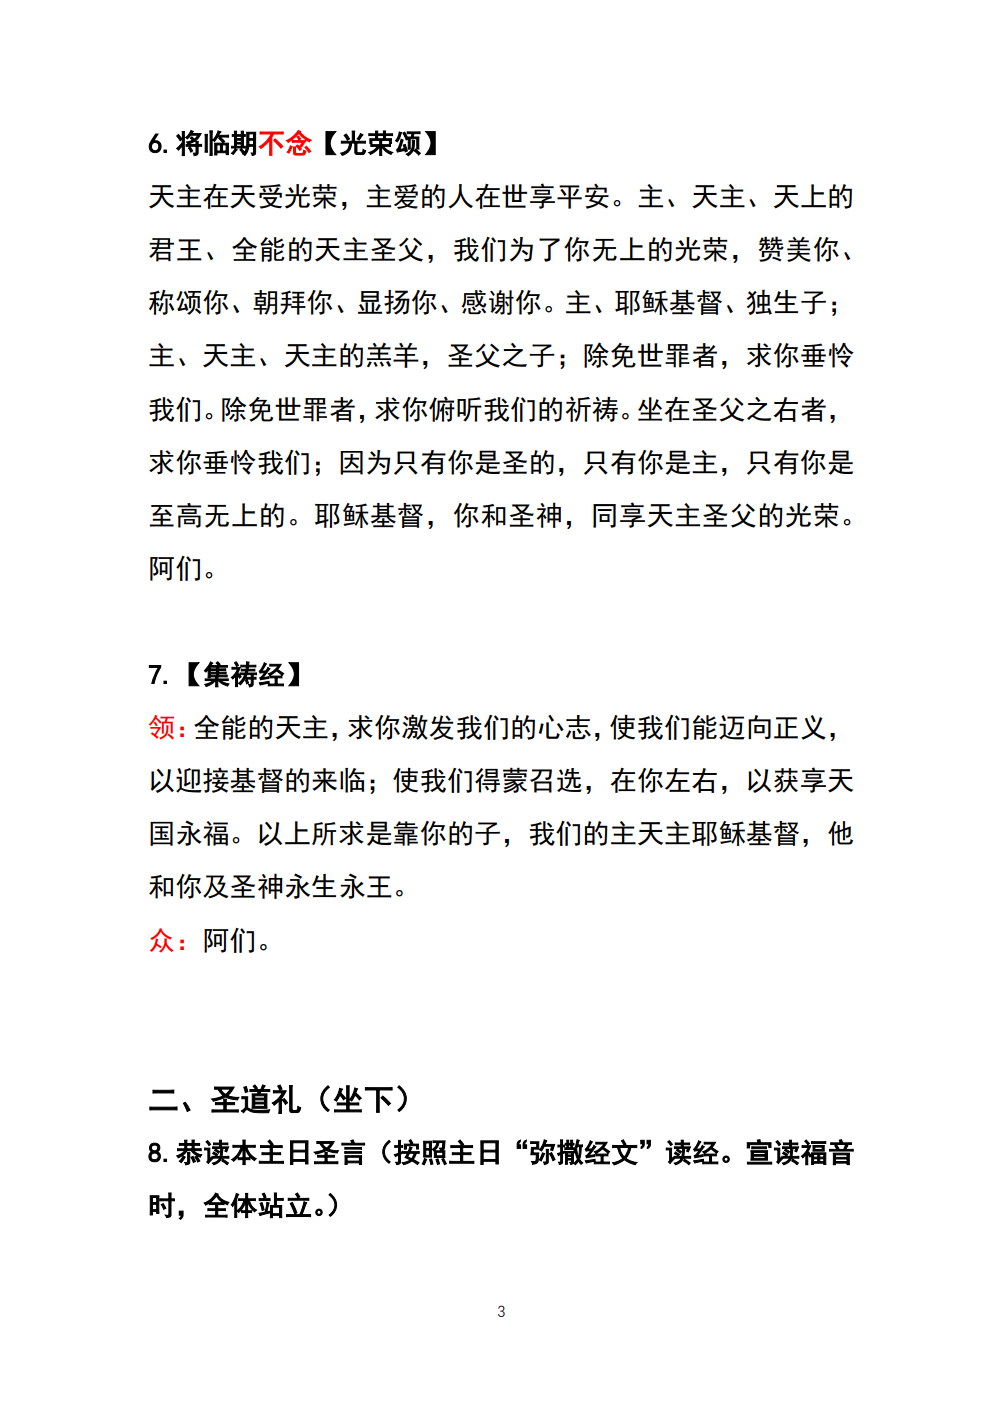 6.将临期不念【光荣颂】
天主在天受光荣，主爱的人在世享平安。主、天主、天上的
君王、全能的天主圣父，我们为了你无上的光荣，赞美你、
称颂你、朝拜你、显扬你、感谢你。主、耶稣基督、独生子；
主、天主、天主的羔羊，圣父之子；除免世罪者，求你垂怜
我们。除免世罪者，求你俯听我们的祈祷。坐在圣父之右者，
求你垂怜我们；因为只有你是圣的，只有你是主，只有你是
至高无上的。耶稣基督，你和圣神，同享天主圣父的光荣。
阿们。
7.【集祷经】
领：全能的天主，求你激发我们的心志，使我们能迈向正义，
以迎接基督的来临；使我们得蒙召选，在你左右，以获享天
国永福。以上所求是靠你的子，我们的主天主耶稣基督，他
和你及圣神永生永王。
众：阿们。
二、圣道礼（坐下）
8.恭读本主日圣言（按照主日“弥撒经文”读经。宣读福音
时，全体站立。）
3